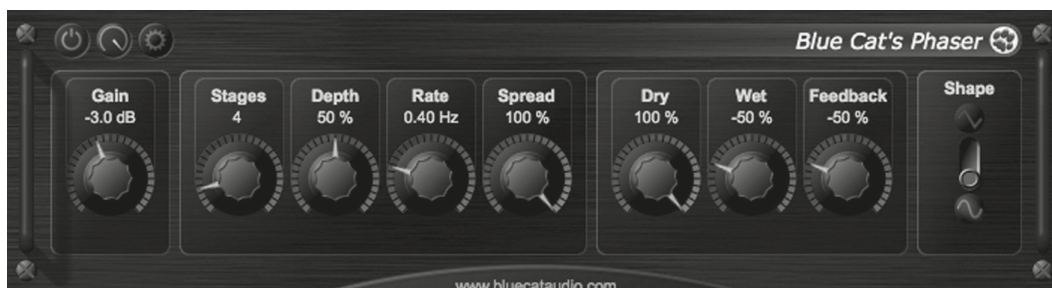 Blue Cat's Phaser
Gain
-3.0 dB
Stages
4
Depth
50 %
Rate
0.40 Hz
Spread
100 %
Dry
100 %
Wet
-50 %
Feedback
-50 %
Shape
www.bluecataudio.com